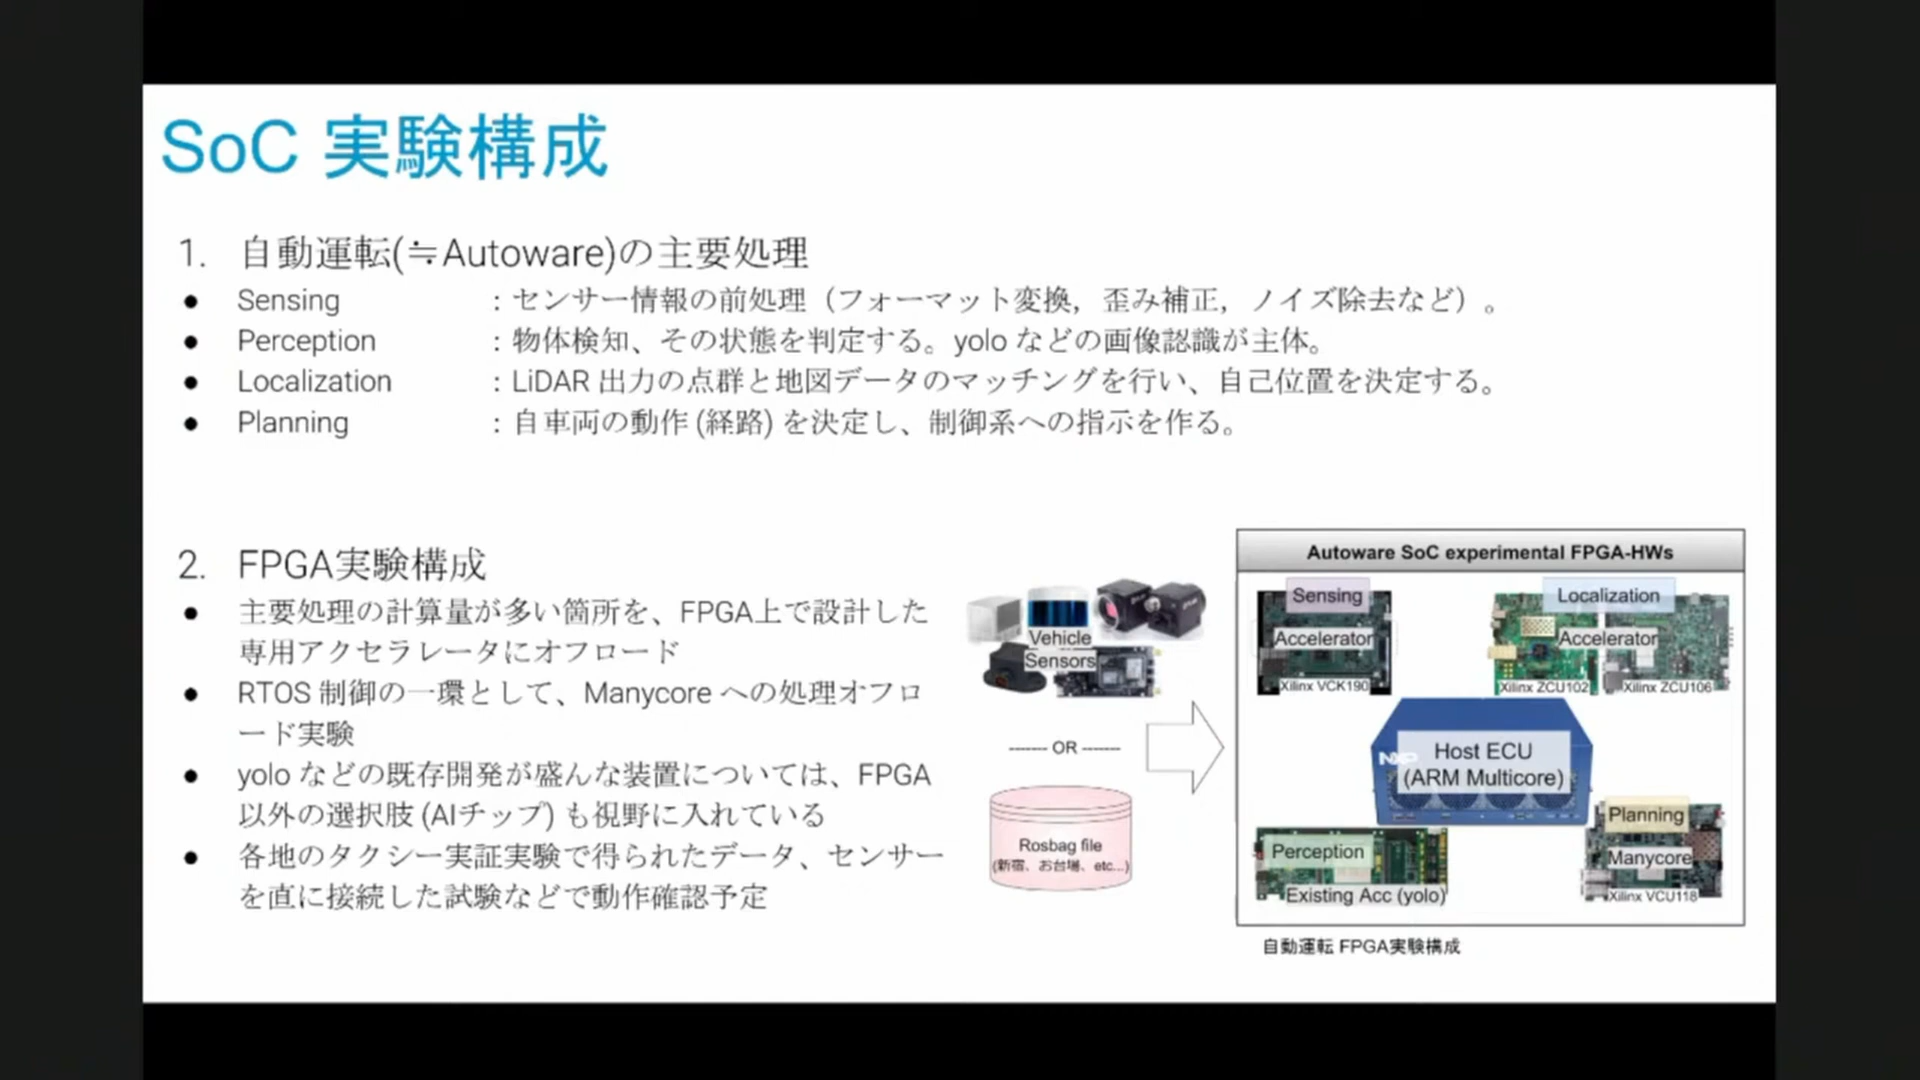 SoC 実験構成
1. 自動運転(≒Autoware)の主要処理
● Sensing : センサー情報の前処理（フォーマット変換，歪み補正，ノイズ除去など）。
● Perception : 物体検知、その状態を判定する。yolo などの画像認識が主体。
● Localization : LiDAR 出力の点群と地図データのマッチングを行い、自己位置を決定する。
● Planning : 自車両の動作 (経路) を決定し、制御系への指示を作る。
2. FPGA実験構成
● 主要処理の計算量が多い箇所を、FPGA上で設計した
専用アクセラレータにオフロード
● RTOS 制御の一環として、Manycore への処理オフロ
ード実験
● yolo などの既存開発が盛んな装置については、FPGA
以外の選択肢 (AIチップ) も視野に入れている
● 各地のタクシー実証実験で得られたデータ、センサー
を直に接続した試験などで動作確認予定
Vehicle
Sensors
------- OR -------
Rosbag file
(新宿、お台場、etc...)
Autoware SoC experimental FPGA-HWs
Sensing
Accelerator
Xilinx VCK190
Localization
Accelerator
Xilinx ZCU102
Xilinx ZCU106
NXP
Host ECU
(ARM Multicore)
Perception
Existing Acc (yolo)
Planning
Manycore
Xilinx VCU118
自動運転 FPGA実験構成